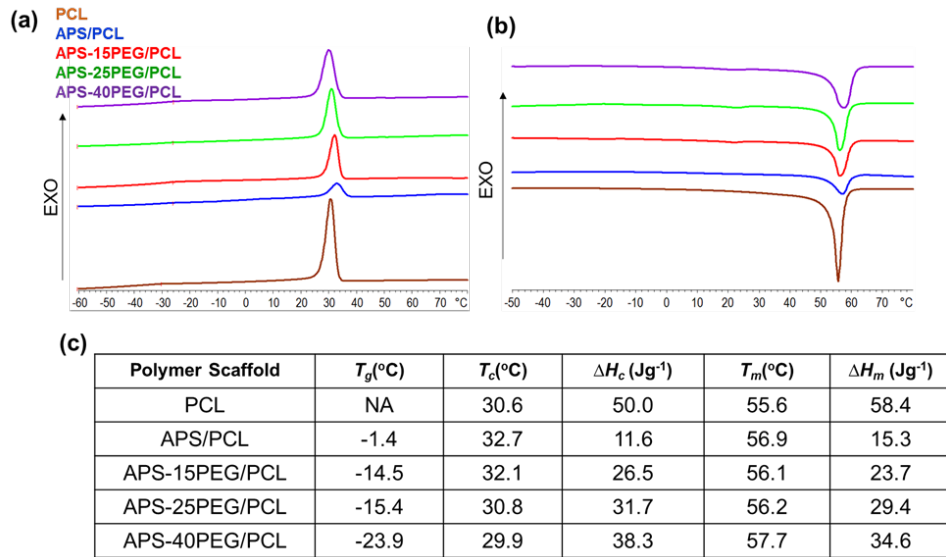 (a)
PCL
APS/PCL
APS-15PEG/PCL
APS-25PEG/PCL
APS-40PEG/PCL
EXO
-60 -50 -40 -30 -20 -10 0 10 20 30 40 50 60 70 °C
(b)
EXO
-50 -40 -30 -20 -10 0 10 20 30 40 50 60 70 °C
(c)
Polymer Scaffold Tg(°C) Tc(°C) ΔHc (Jg-1) Tm(°C) ΔHm (Jg-1)
PCL NA 30.6 50.0 55.6 58.4
APS/PCL -1.4 32.7 11.6 56.9 15.3
APS-15PEG/PCL -14.5 32.1 26.5 56.1 23.7
APS-25PEG/PCL -15.4 30.8 31.7 56.2 29.4
APS-40PEG/PCL -23.9 29.9 38.3 57.7 34.6